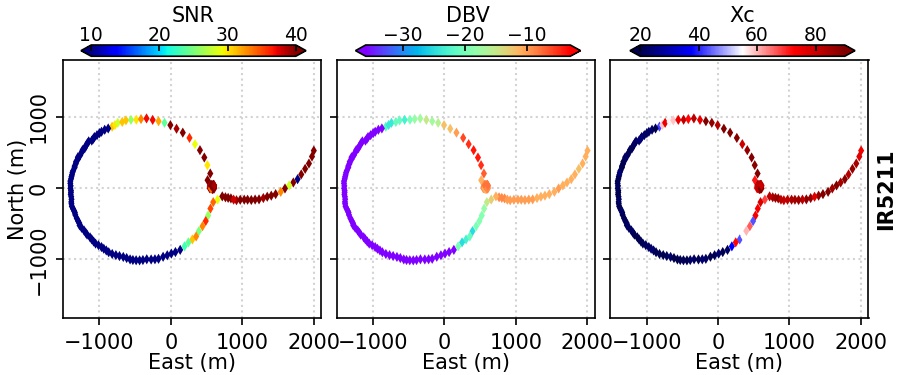 SNR DBV Xc
10 20 30 40 −30 −20 −10 20 40 60 80
North (m)
1000
0
−1000
−1000 0 1000 2000 −1000 0 1000 2000 −1000 0 1000 2000
East (m) East (m) East (m)
IR5211